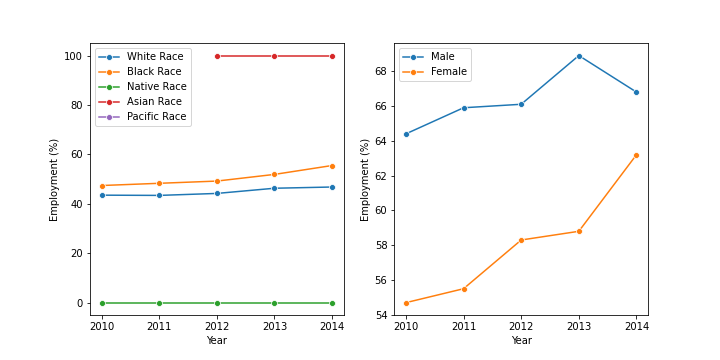 White Race
Black Race
Native Race
Asian Race
Pacific Race
100
80
60
40
20
0
Employment (%)
2010 2011 2012 2013 2014
Year
Male
Female
68
66
64
62
60
58
56
54
Employment (%)
2010 2011 2012 2013 2014
Year